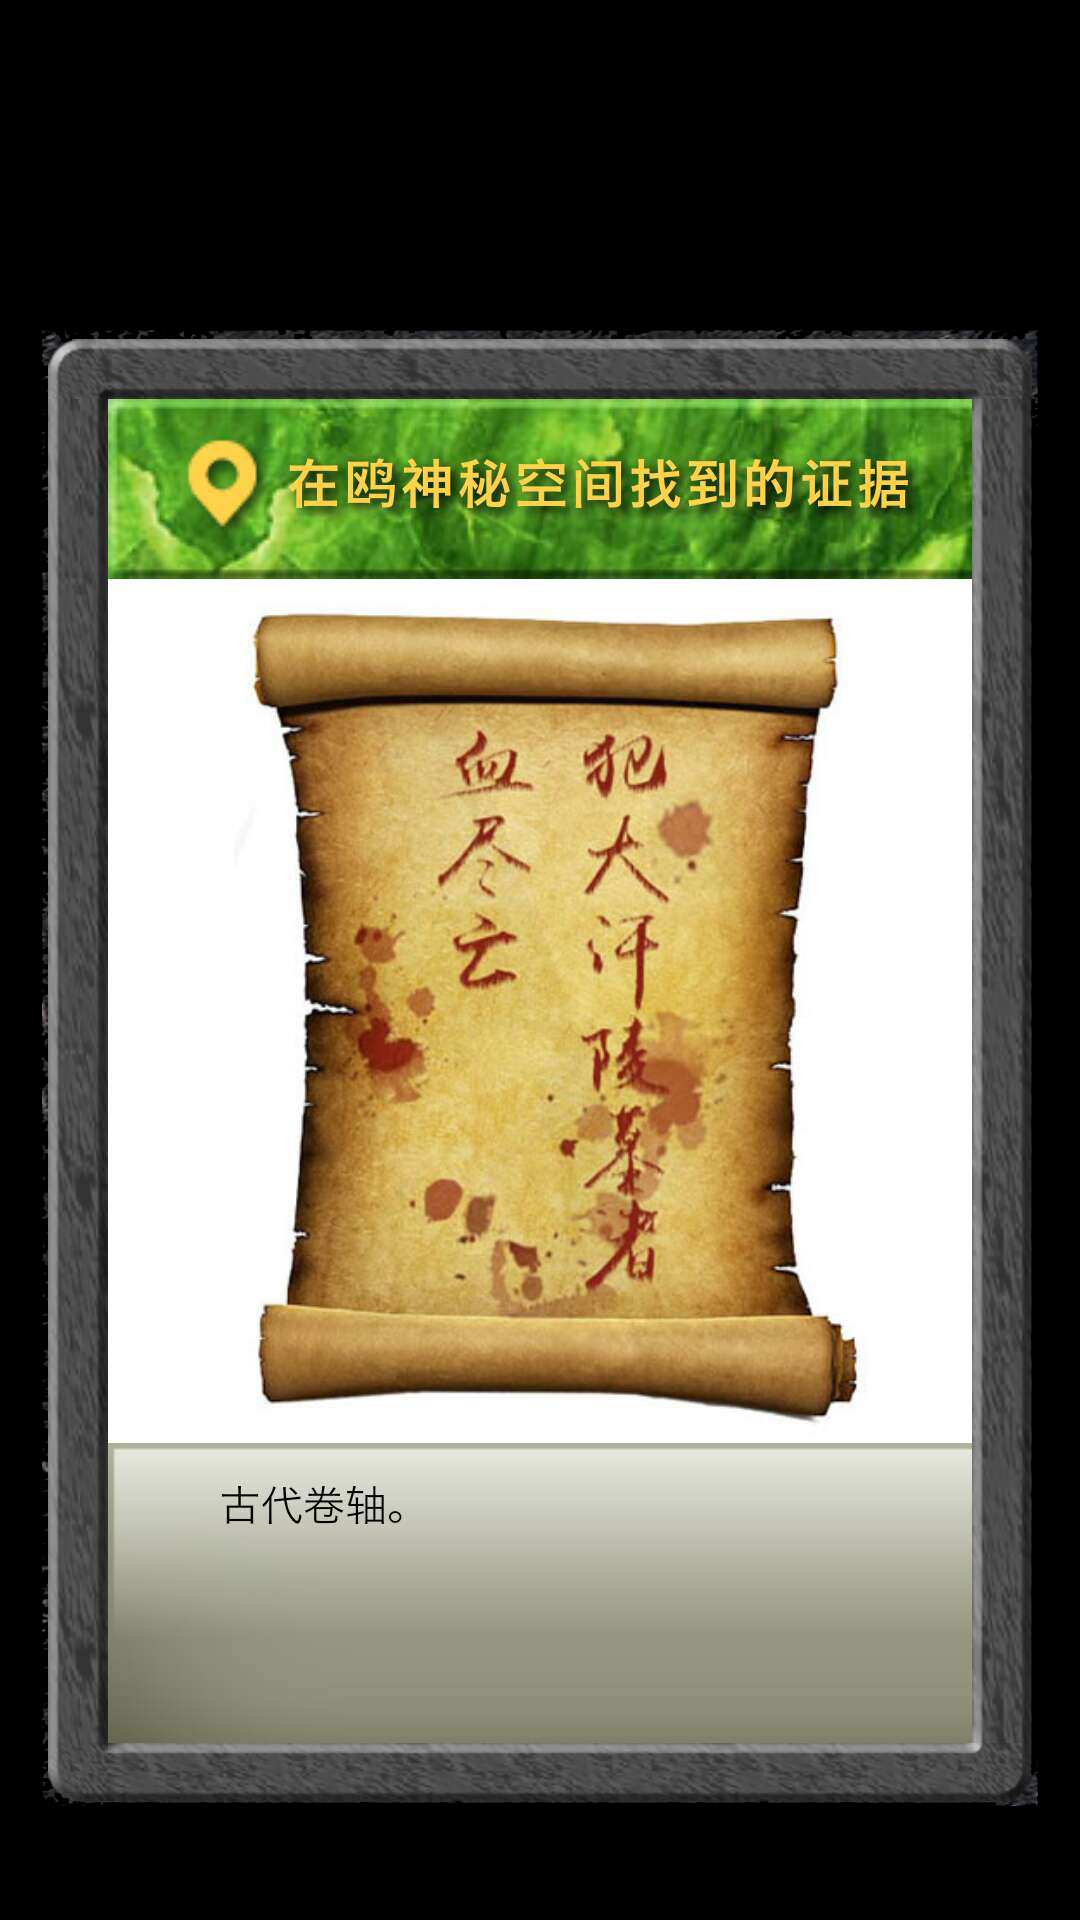 在鸥神秘空间找到的证据
犯大汗陵墓者
血尽亡
古代卷轴。